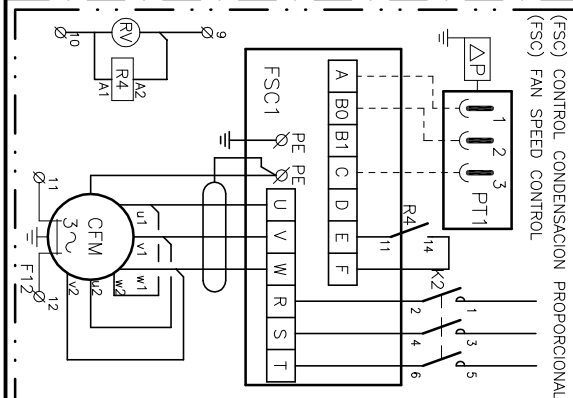 (FSC) CONTROL CONDENSACION PROPORCIONAL
(FSC) FAN SPEED CONTROL
ΔP
1
2
3
PT1
FSC1
A
B0
B1
C
D
E
F
PE
PE
U
V
W
R
S
T
R4
11
14
K2
2
1
4
3
6
5
RV
10
9
R4
A1
A2
CFM
3
11
12
F12
u1
v1
w1
w2
u2
v2